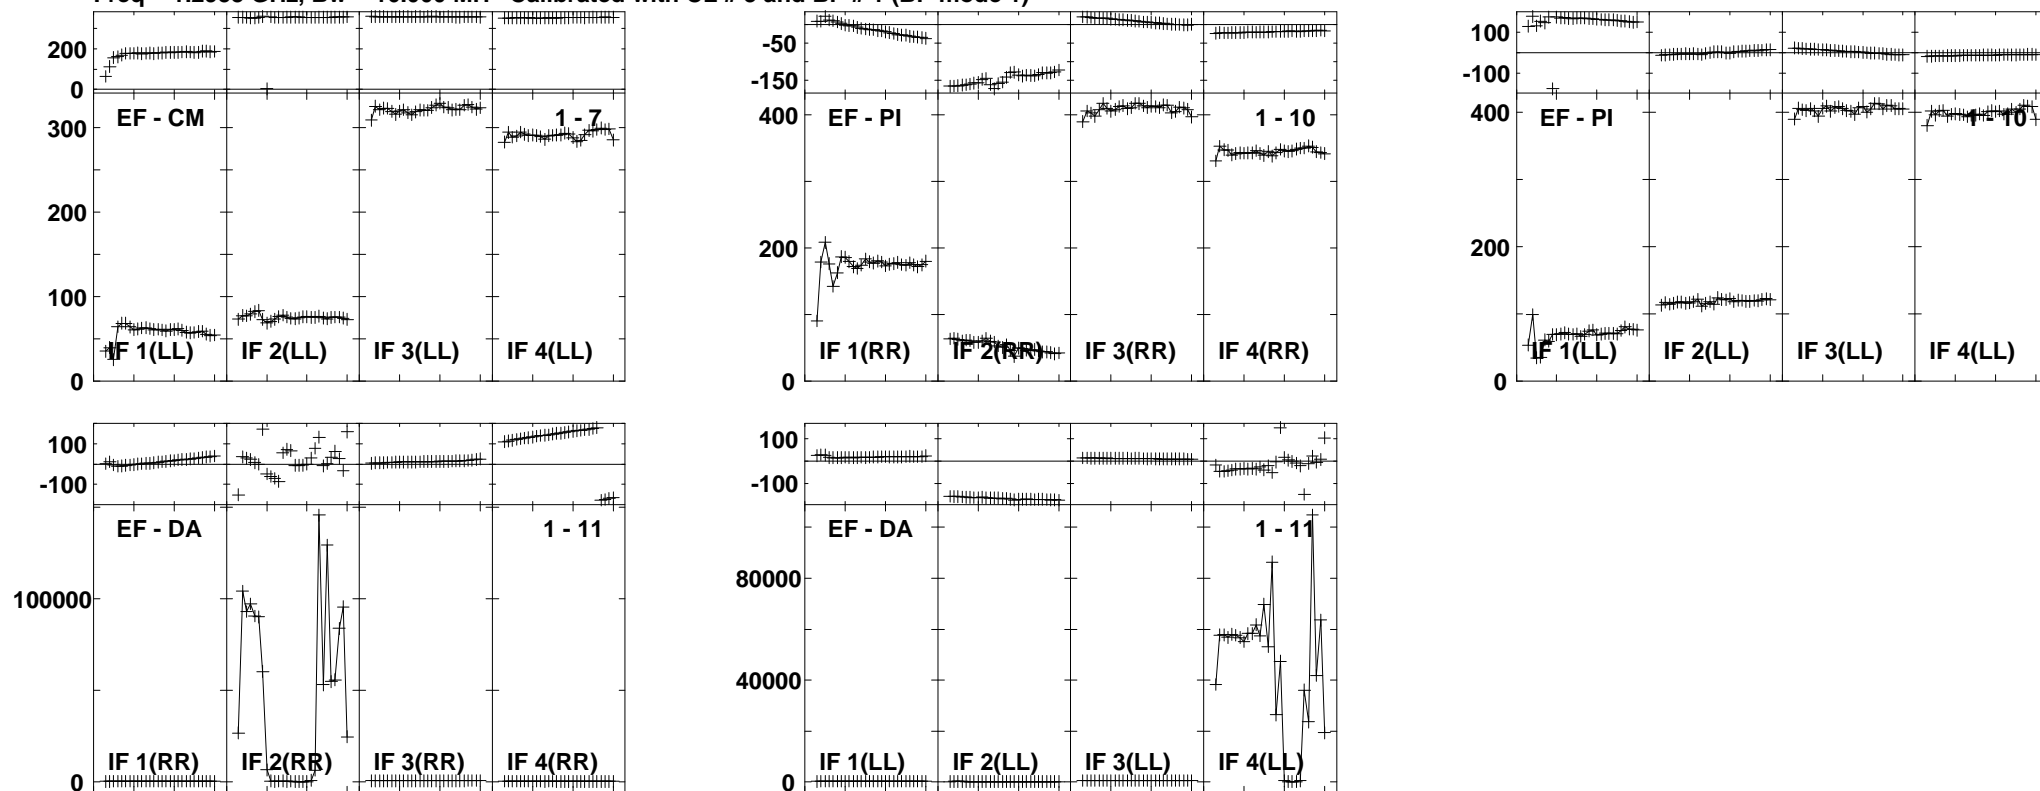 200
0
EF - CM
1 - 7
300
200
100
0
IF 1(LL)
IF 2(LL)
IF 3(LL)
IF 4(LL)
-50
-150
400
EF - PI
1 - 10
200
0
IF 1(RR)
IF 2(RR)
IF 3(RR)
IF 4(RR)
100
-100
400
EF - PI
1 - 10
200
0
IF 1(LL)
IF 2(LL)
IF 3(LL)
IF 4(LL)
100
-100
EF - DA
1 - 11
100000
0
IF 1(RR)
IF 2(RR)
IF 3(RR)
IF 4(RR)
100
-100
EF - DA
1 - 11
80000
40000
0
IF 1(LL)
IF 2(LL)
IF 3(LL)
IF 4(LL)